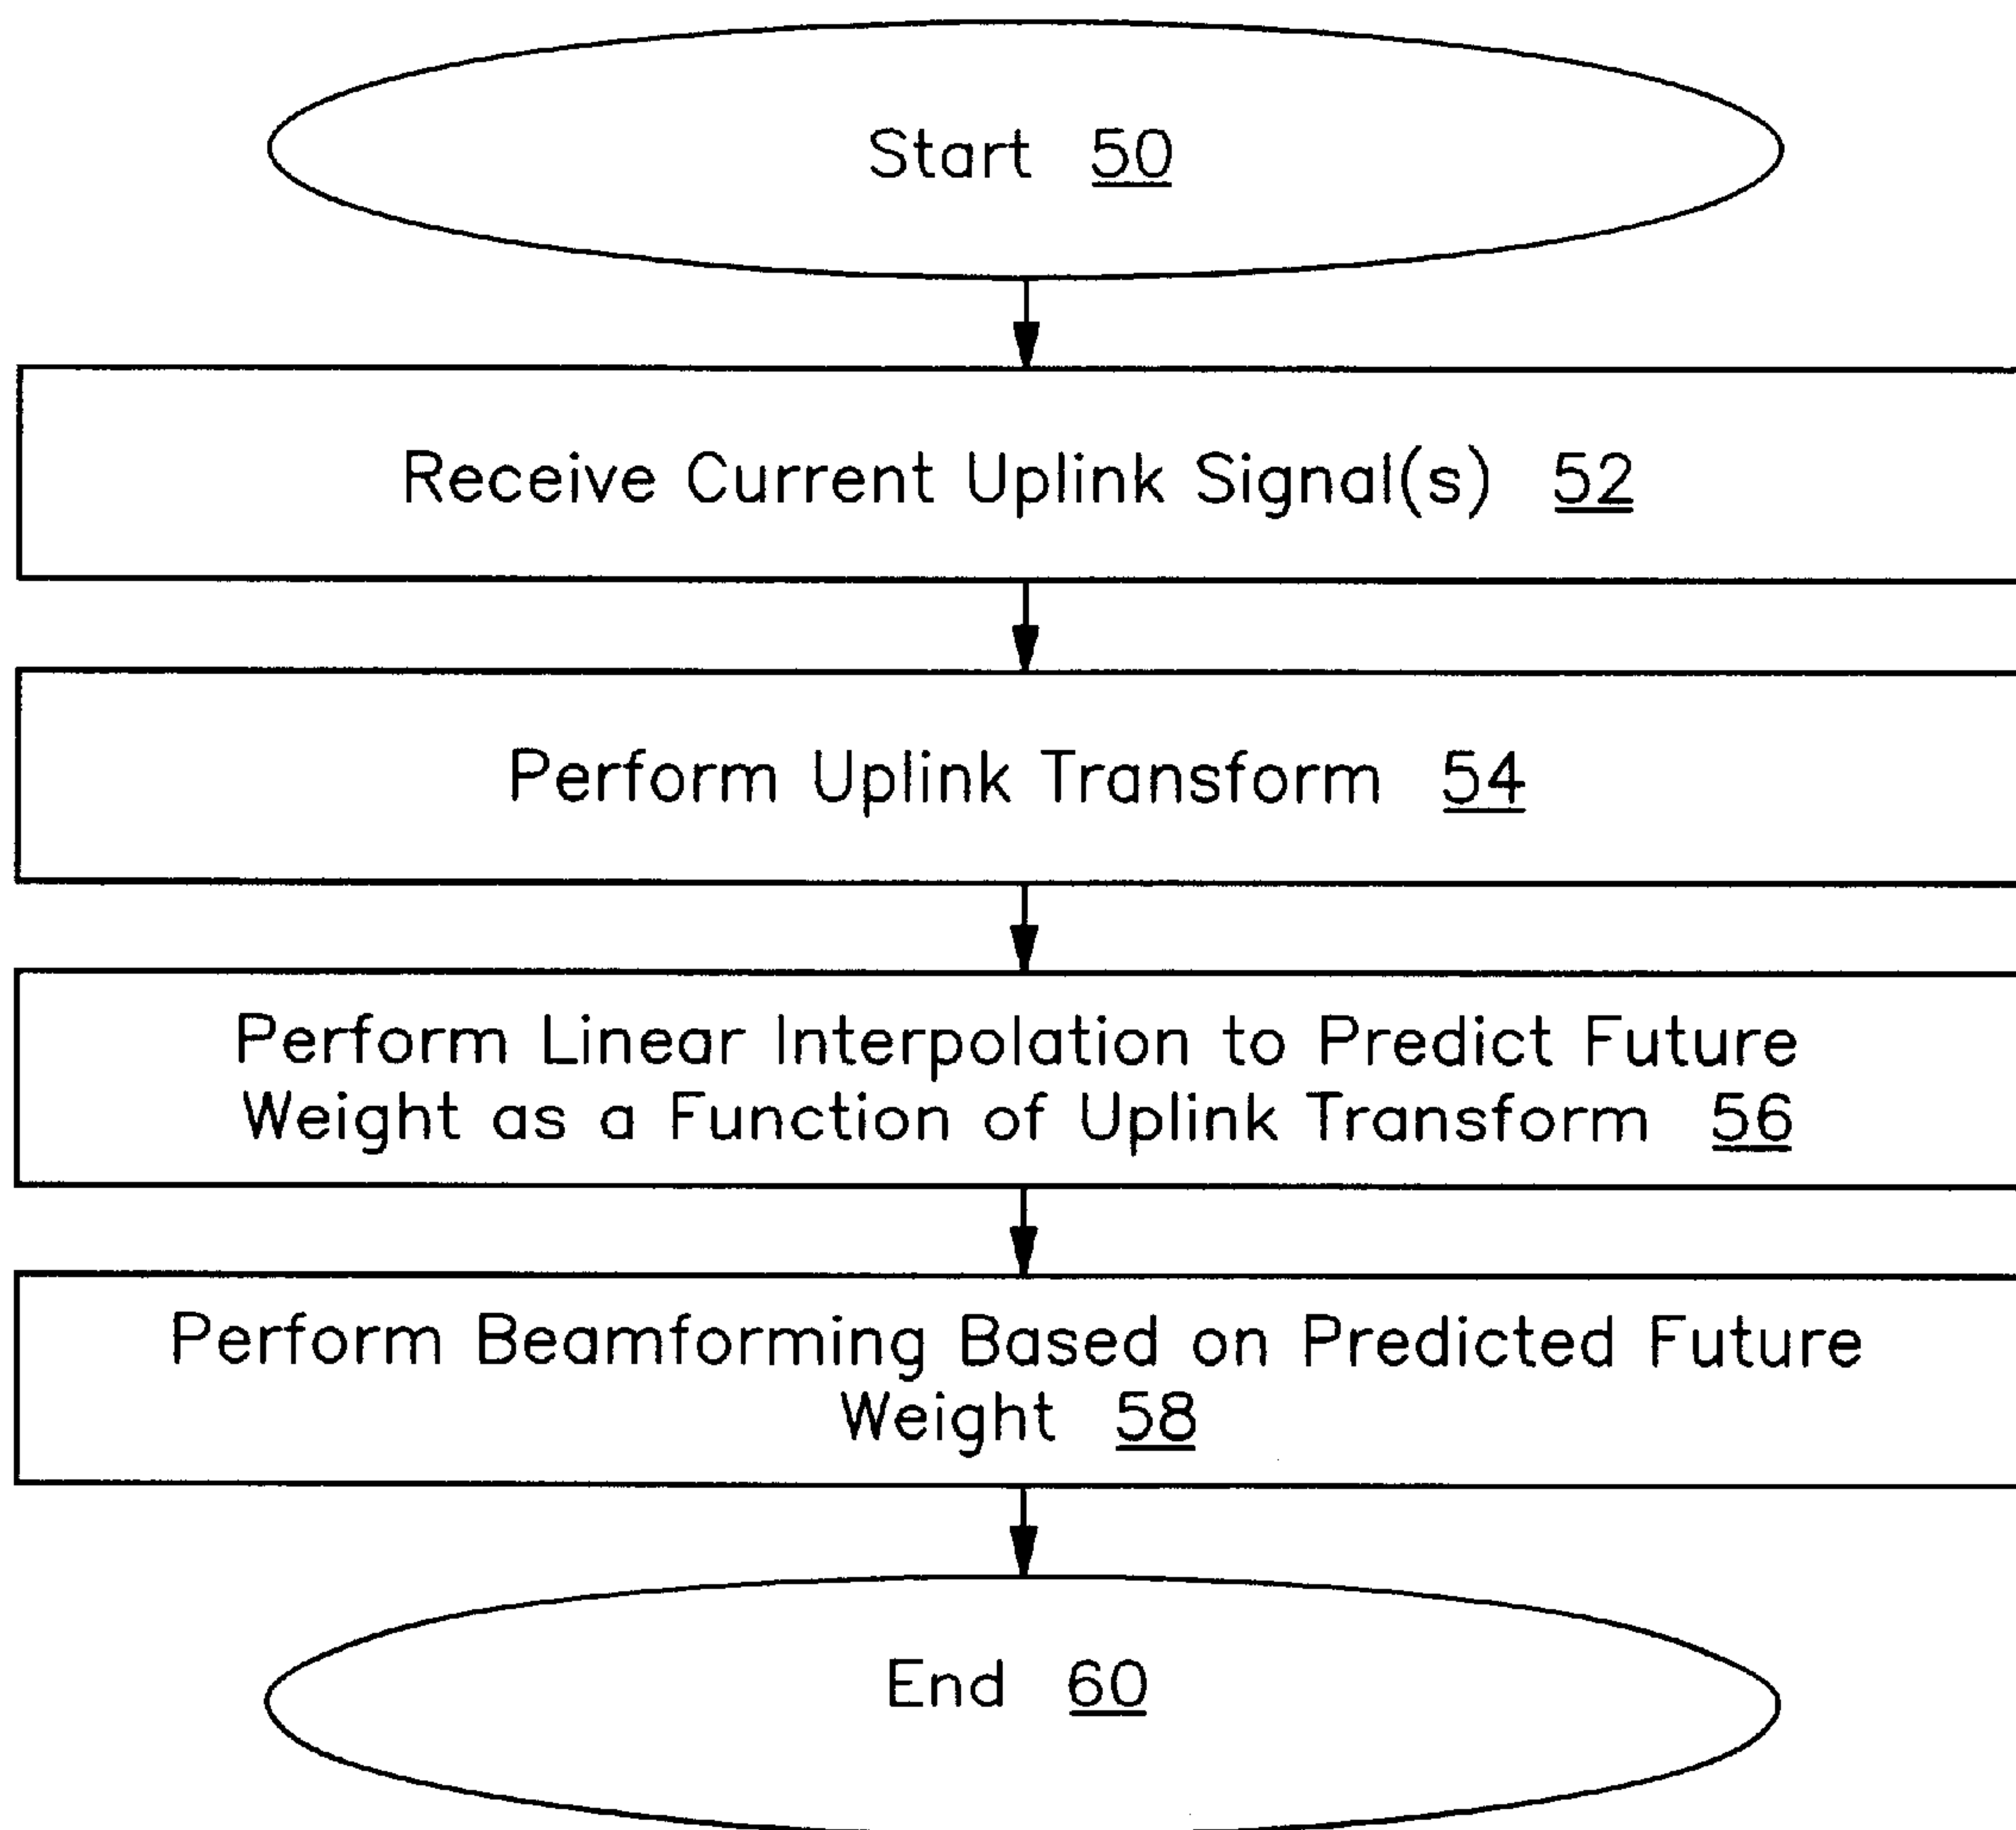 Start 50
Receive Current Uplink Signal(s) 52
Perform Uplink Transform 54
Perform Linear Interpolation to Predict Future
Weight as a Function of Uplink Transform 56
Perform Beamforming Based on Predicted Future
Weight 58
End 60